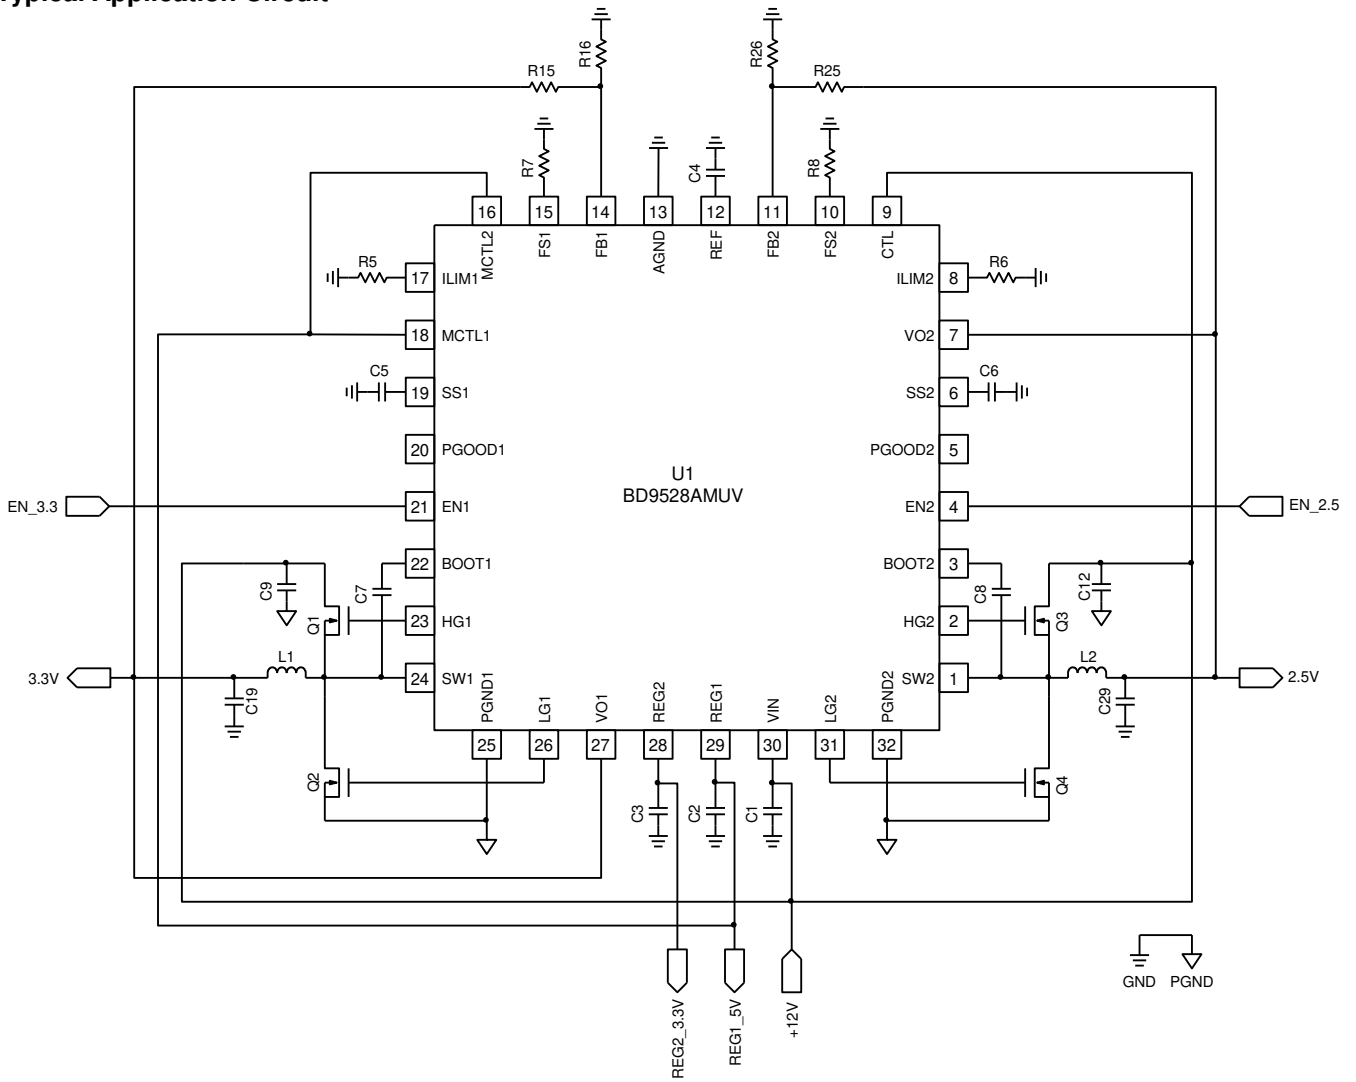 Typical Application Circuit
R16
R26
R15
R25
R7
C4
R8
16
15
14
13
12
11
10
9
MCTL2
FS1
FB1
AGND
REF
FB2
FS2
CTL
R5
17
ILIM1
ILIM2
8
R6
18
MCTL1
VO2
7
C5
19
SS1
SS2
6
C6
20
PGOOD1
PGOOD2
5
U1
BD9528AMUV
EN_3.3
21
EN1
EN2
4
EN_2.5
22
BOOT1
BOOT2
3
C9
C7
C8
C12
Q1
23
HG1
HG2
2
Q3
3.3V
L1
24
SW1
SW2
1
L2
2.5V
C19
C29
PGND1
LG1
VO1
REG2
REG1
VIN
LG2
PGND2
25
26
27
28
29
30
31
32
Q2
C3
C2
C1
Q4
GND
PGND
REG2_3.3V
REG1_5V
+12V